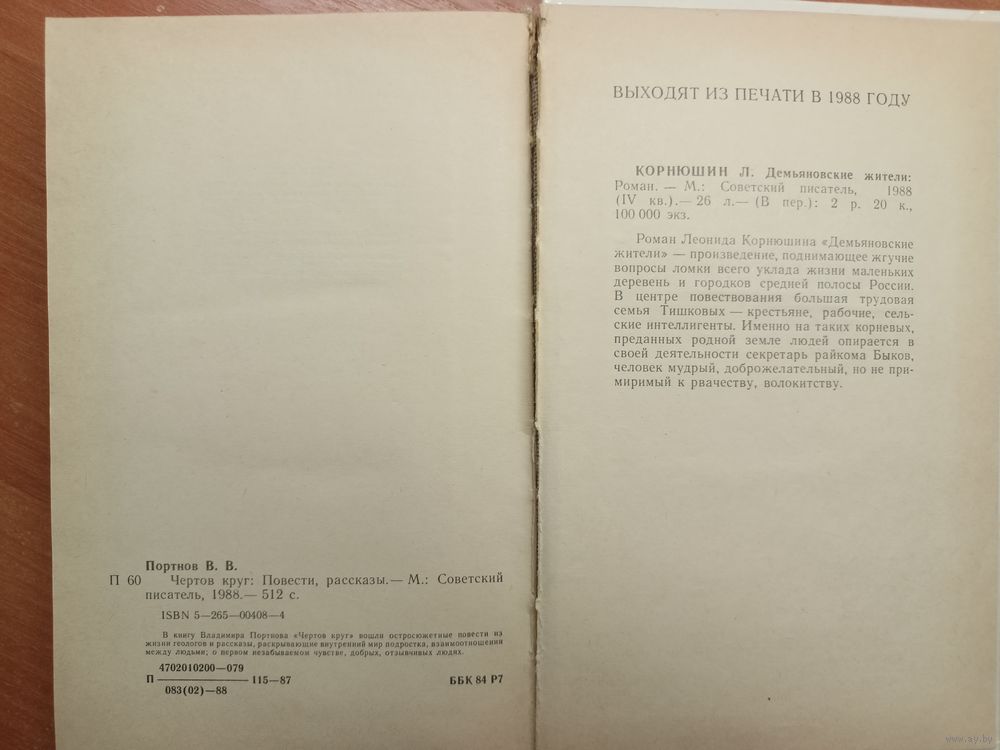 Портнов В. В.
П 60 Чертов круг: Повести, рассказы.— М.: Советский
писатель, 1988.— 512 с.
ISBN 5—265—00408—4
В книгу Владимира Портнова «Чертов круг» вошли остросюжетные повести из
жизни геологов и рассказы, раскрывающие внутренний мир подростка, взаимоотношения
между людьми; о первом незабываемом чувстве, добрых, отзывчивых людях.
4702010200—079
П ———— 115—87
083(02)—88
ББК 84 Р7
ВЫХОДЯТ ИЗ ПЕЧАТИ В 1988 ГОДУ
КОРНЮШИН Л. Демьяновские жители:
Роман. — М.: Советский писатель, 1988
(IV кв.).— 26 л.— (В пер.): 2 р. 20 к.,
100 000 экз.
Роман Леонида Корнюшина «Демьяновские
жители» — произведение, поднимающее жгучие
вопросы ломки всего уклада жизни маленьких
деревень и городков средней полосы России.
В центре повествования большая трудовая
семья Тишковых — крестьяне, рабочие, сель-
ские интеллигенты. Именно на таких корневых,
преданных родной земле людей опирается в
своей деятельности секретарь райкома Быков,
человек мудрый, доброжелательный, но не при-
миримый к рвачеству, волокитству.
www.ay.by